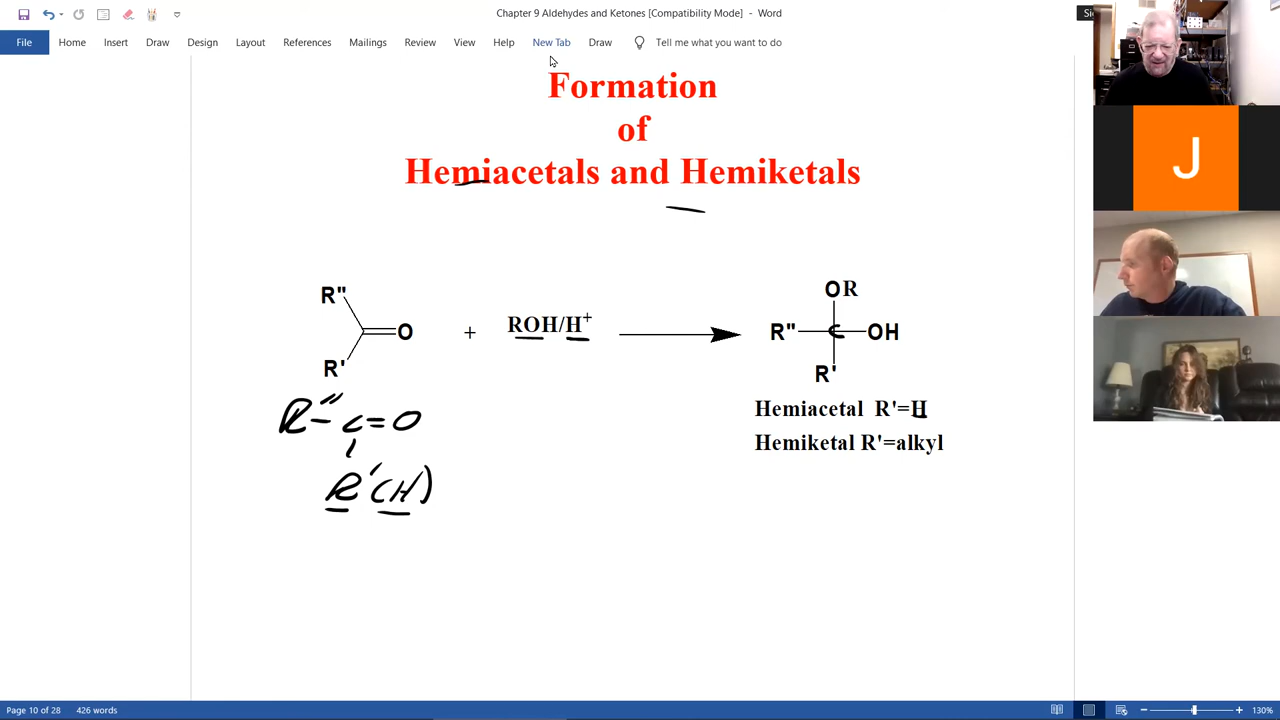 Chapter 9 Aldehydes and Ketones [Compatibility Mode] - Word
File Home Insert Draw Design Layout References Mailings Review View Help New Tab Draw Tell me what you want to do
Formation
of
Hemiacetals and Hemiketals
R" R' O + ROH/H+
OR
R" C OH
R'
Hemiacetal R'=H
Hemiketal R'=alkyl
R"-C=O
R'(H)
J
Page 10 of 28 426 words 130%